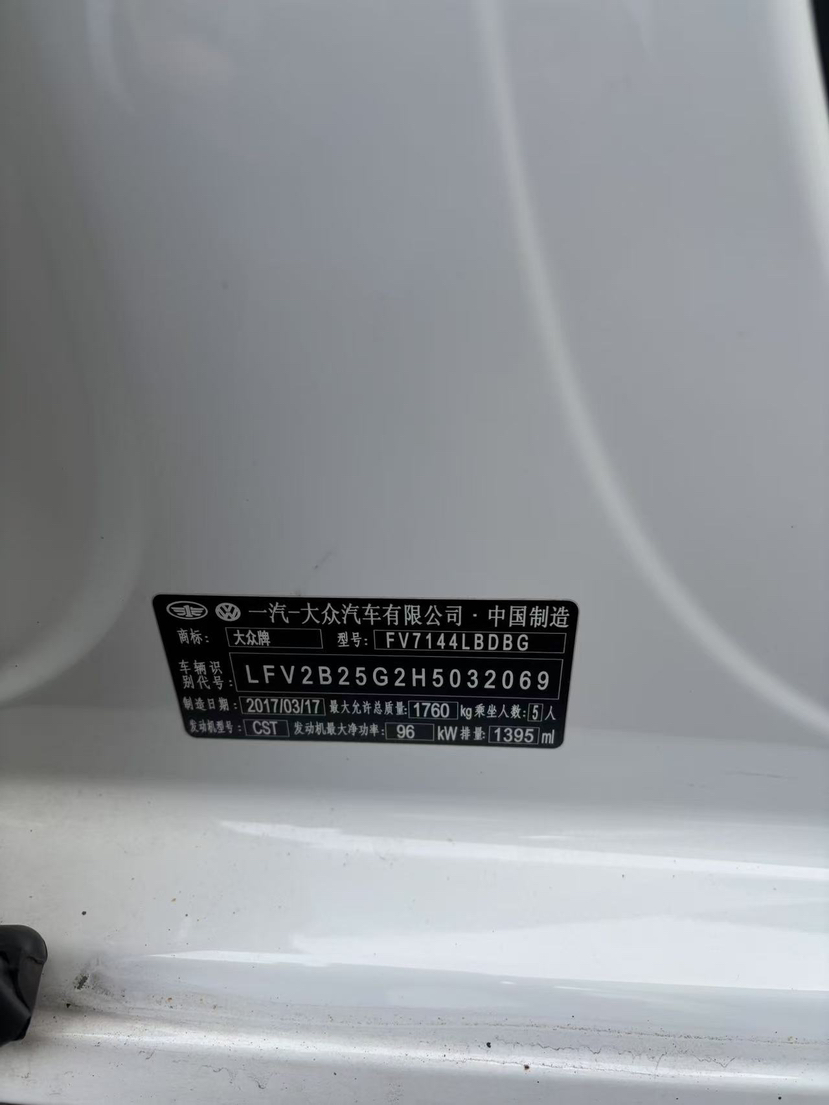 一汽-大众汽车有限公司·中国制造
商标: 大众牌 型号: FV7144LBDBG
车辆识别代号: LFV2B25G2H5032069
制造日期: 2017/03/17 最大允许总质量: 1760 kg 乘坐人数: 5 人
发动机型号: CST 发动机最大净功率: 96 kW 排量: 1395 ml